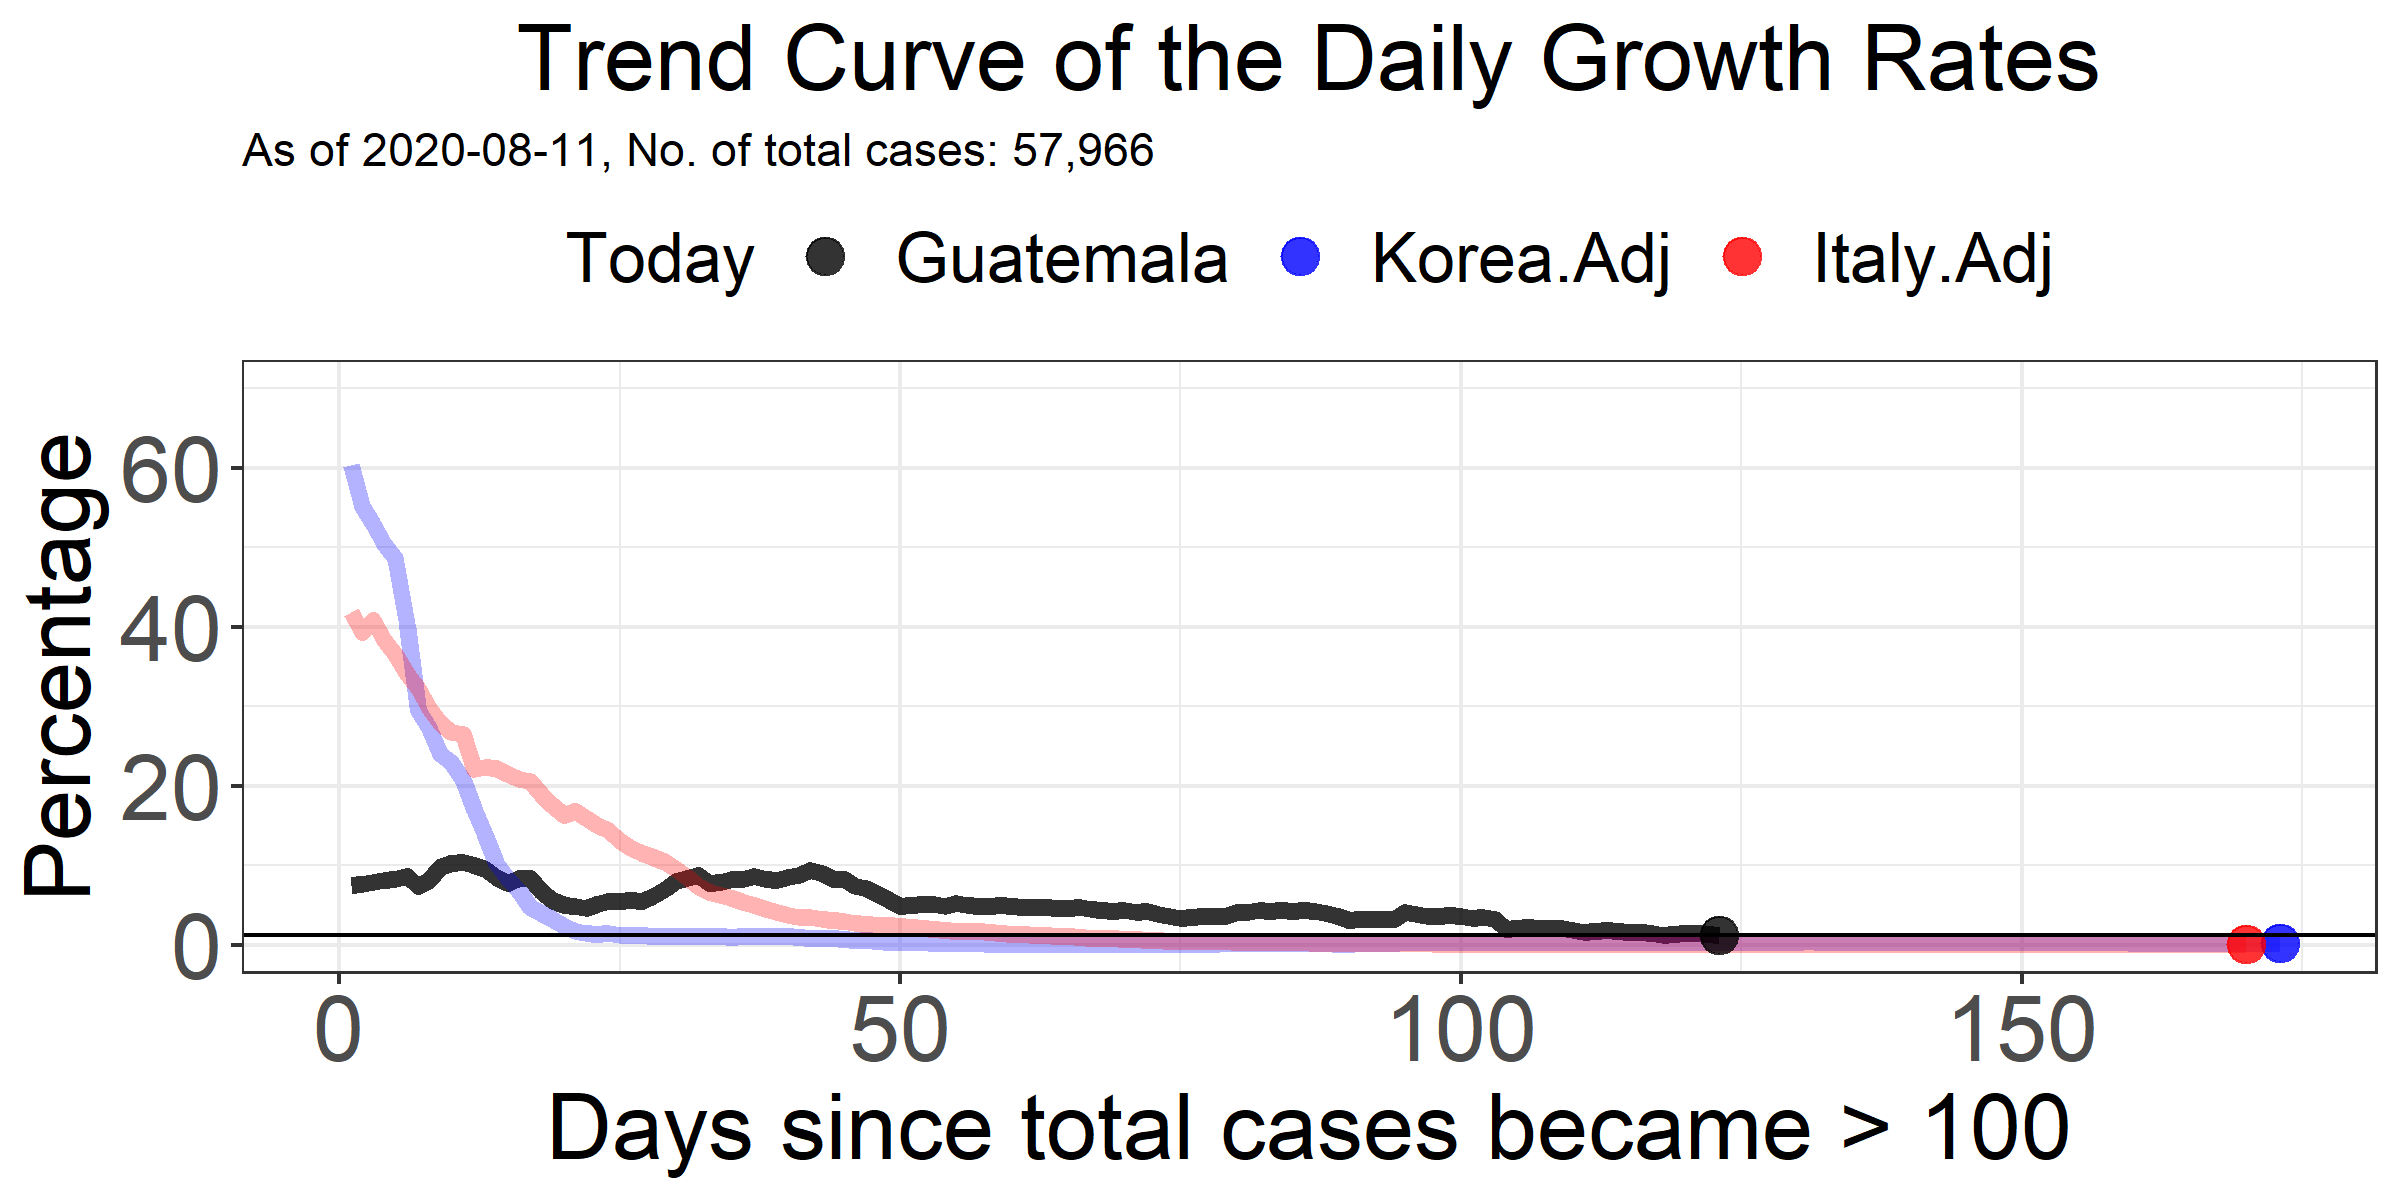 Trend Curve of the Daily Growth Rates
As of 2020-08-11, No. of total cases: 57,966
Today Guatemala Korea.Adj Italy.Adj
Percentage
60
40
20
0
0 50 100 150
Days since total cases became > 100